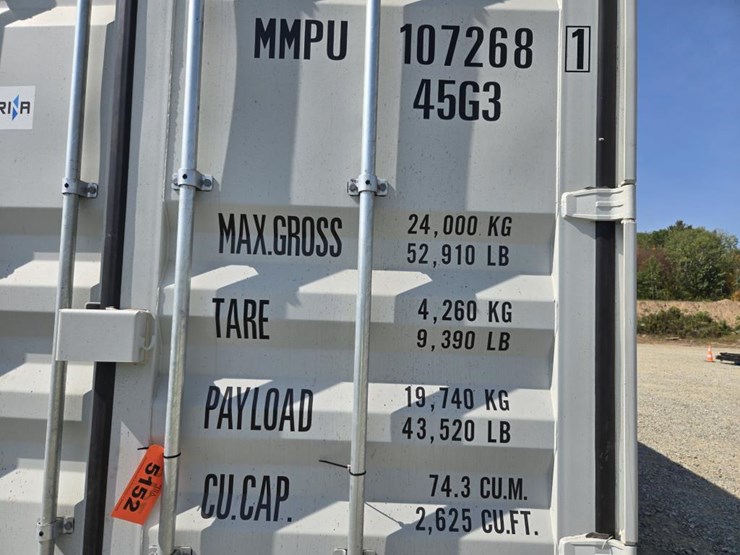 MMPU 107268 1
45G3
RINA
MAX.GROSS 24,000 KG
52,910 LB
TARE 4,260 KG
9,390 LB
PAYLOAD 19,740 KG
43,520 LB
CU.CAP. 74.3 CU.M.
2,625 CU.FT.
5152